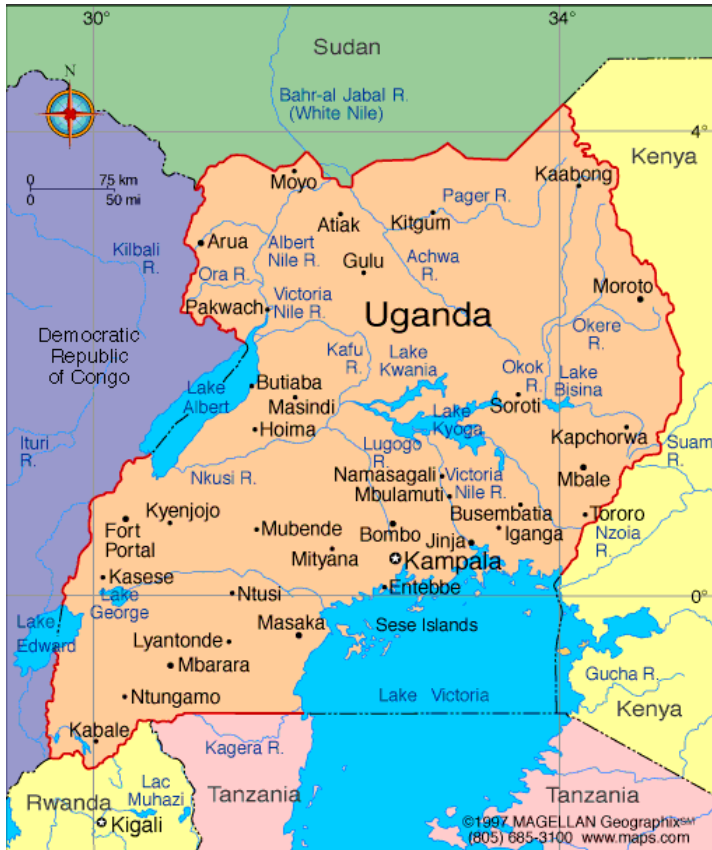 30°
34°
Sudan
N
Bahr-al Jabal R.
(White Nile)
4°
Kenya
0
75 km
0
50 mi
Moyo
Kaabong
Pager R.
Kitgum
Atiak
Arua
Albert
Nile R.
Kilbali
R.
Achwa
R.
Gulu
Ora R.
Moroto
Pakwach
Victoria
Nile R.
Uganda
Okere
R.
Democratic
Republic
of Congo
Kafu
R.
Lake
Kwania
Okok
R.
Lake
Bisina
Lake
Albert
Butiaba
Masindi
Soroti
Lake
Kyoga
Hoima
Kapchorwa
Ituri
R.
Lugogo
R.
Suam
R.
Nkusi R.
Namasagali
Victoria
Nile R.
Mbale
Mbulamuti
Kyenjojo
Busembatia
Tororo
Fort
Portal
Mubende
Bombo
Jinja
Iganga
Nzoia
R.
Mityana
Kampala
Kasese
Entebbe
0°
Lake
George
Ntusi
Lake
Edward
Masaka
Sese Islands
Lyantonde
Mbarara
Gucha R.
Ntungamo
Lake Victoria
Kenya
Kabale
Kagera R.
Lac
Muhazi
Rwanda
Tanzania
Tanzania
Kigali
©1997 MAGELLAN Geographix℠
(805) 685-3100 www.maps.com